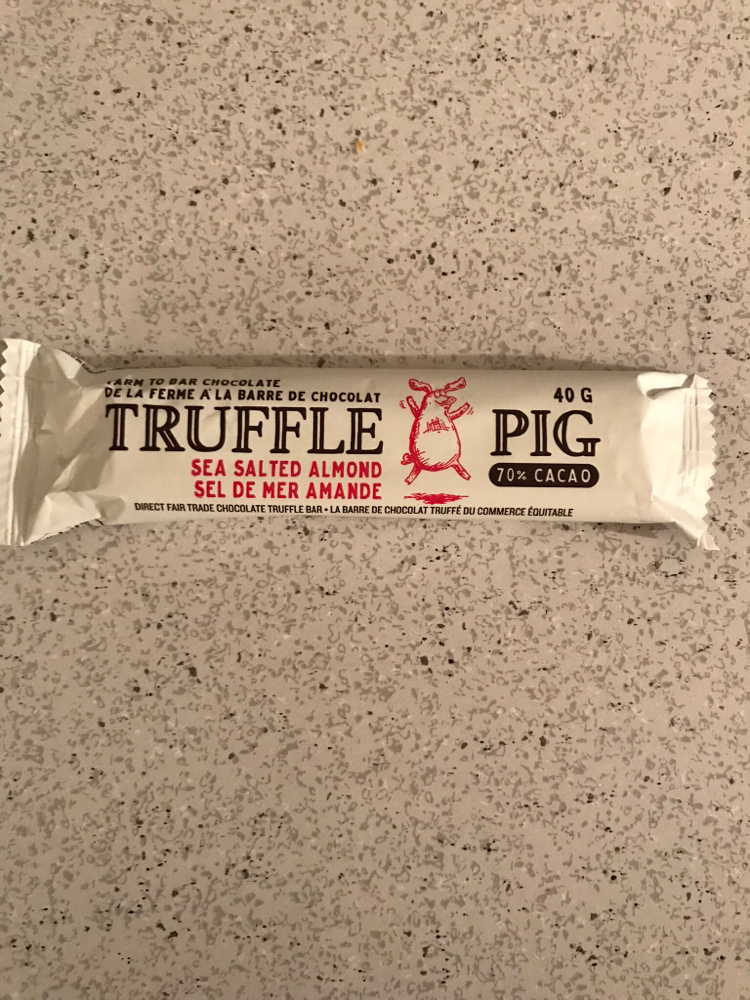 FARM TO BAR CHOCOLATE
DE LA FERME À LA BARRE DE CHOCOLAT
TRUFFLE PIG
SEA SALTED ALMOND
SEL DE MER AMANDE
40 G
70% CACAO
DIRECT FAIR TRADE CHOCOLATE TRUFFLE BAR • LA BARRE DE CHOCOLAT TRUFFÉ DU COMMERCE ÉQUITABLE